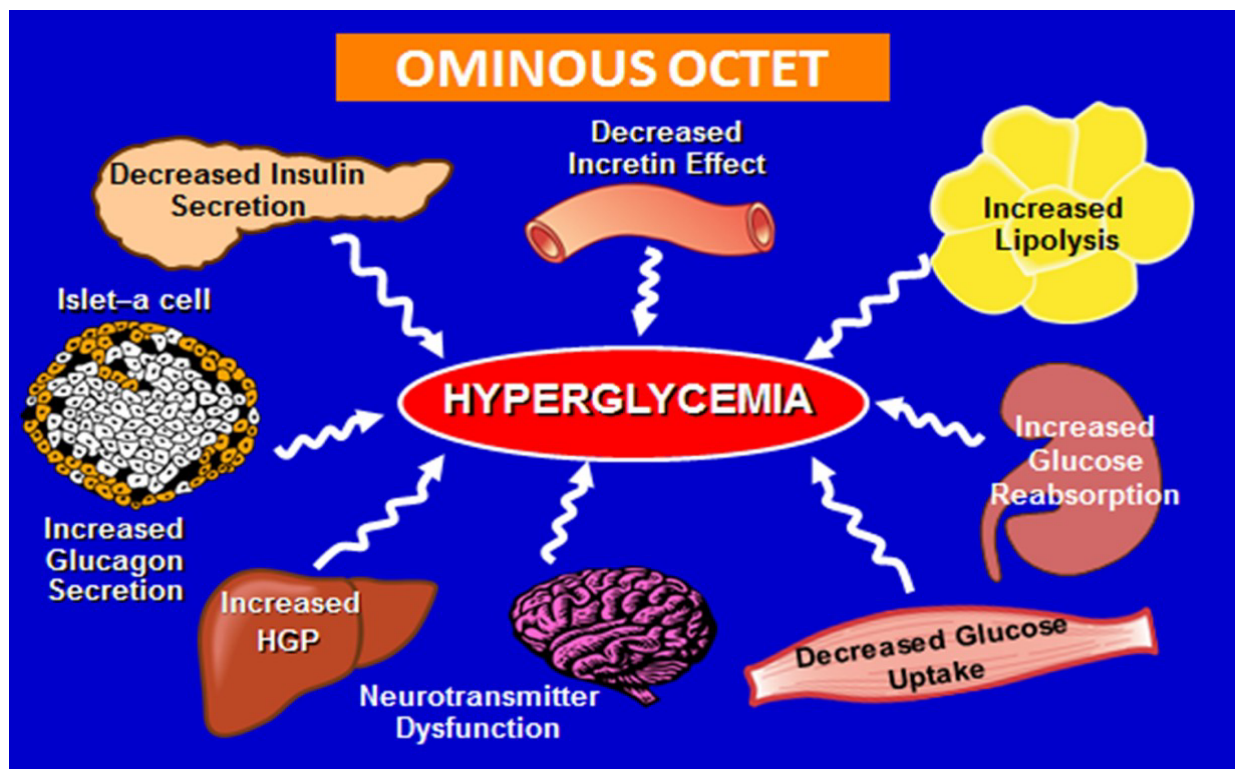 OMINOUS OCTET
Decreased Insulin
Secretion
Decreased
Incretin Effect
Increased
Lipolysis
Islet–a cell
Increased
Glucagon
Secretion
HYPERGLYCEMIA
Increased
Glucose
Reabsorption
Increased
HGP
Neurotransmitter
Dysfunction
Decreased Glucose
Uptake